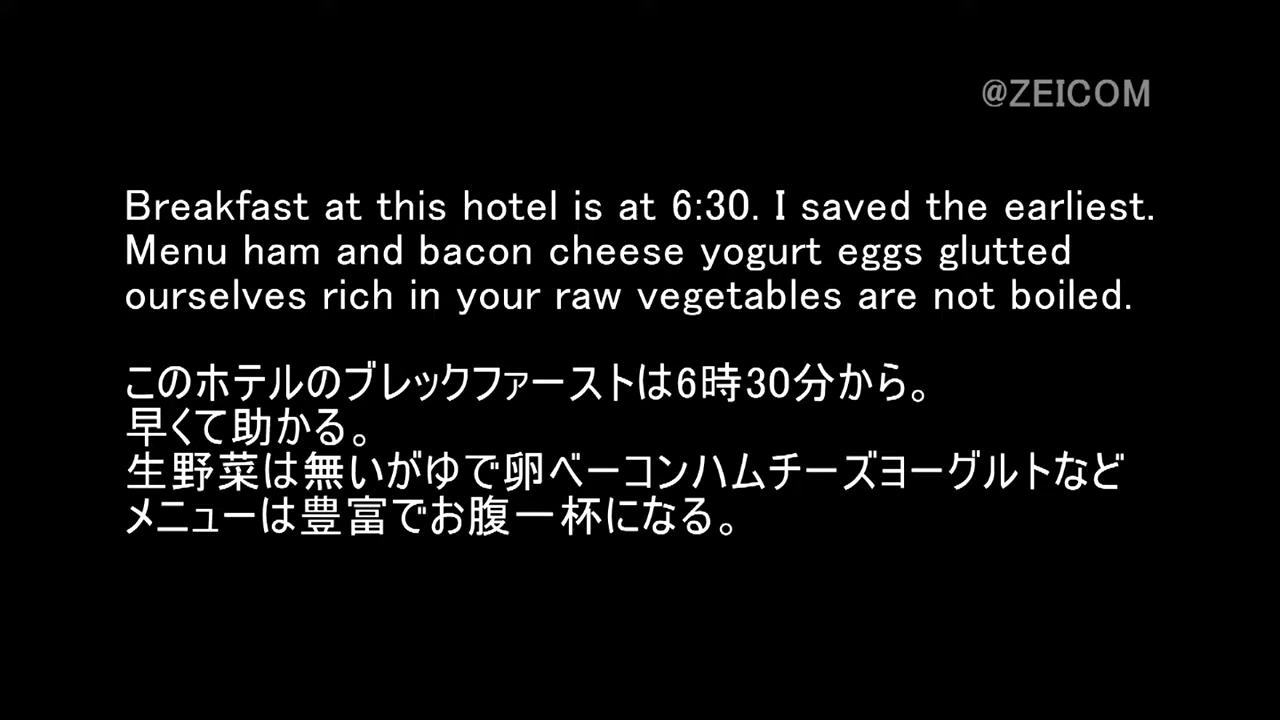 @ZEICOM
Breakfast at this hotel is at 6:30. I saved the earliest.
Menu ham and bacon cheese yogurt eggs glutted
ourselves rich in your raw vegetables are not boiled.
このホテルのブレックファーストは6時30分から。
早くて助かる。
生野菜は無いがゆで卵ベーコンハムチーズヨーグルトなど
メニューは豊富でお腹一杯になる。